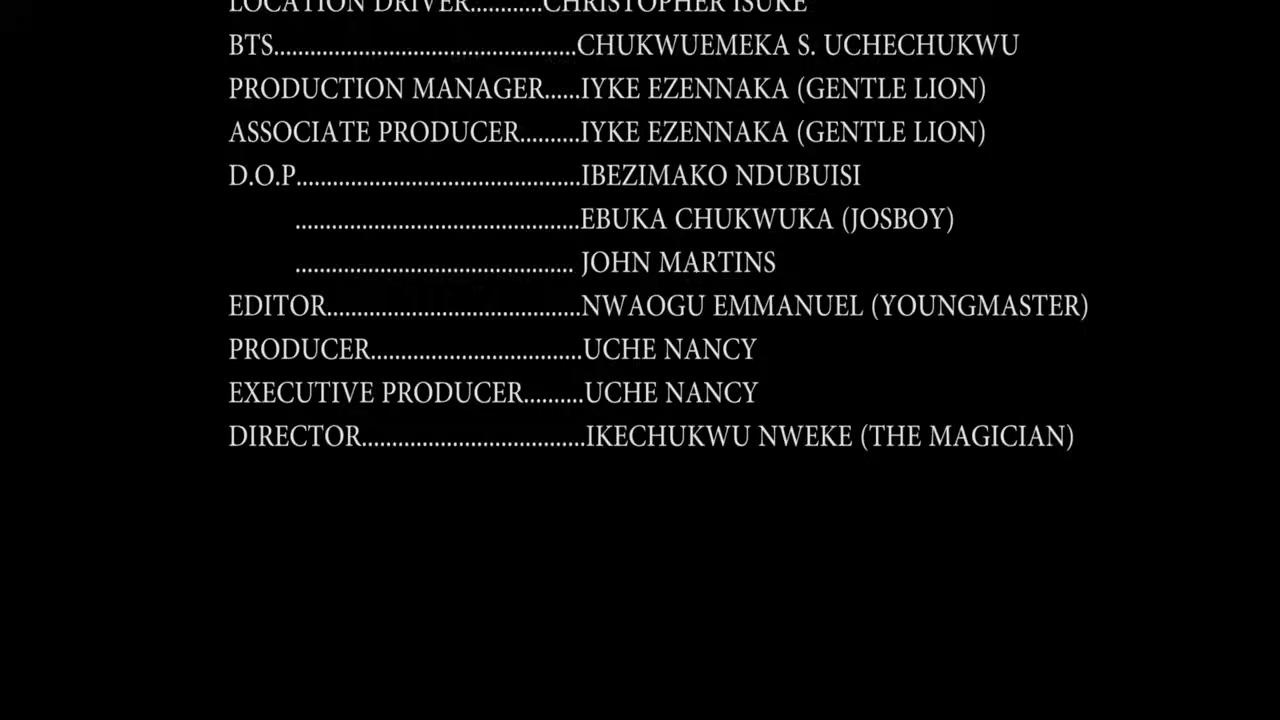 LOCATION DRIVER............CHRISTOPHER ISUKE
BTS..................................................CHUKWUEMEKA S. UCHECHUKWU
PRODUCTION MANAGER......IYKE EZENNAKA (GENTLE LION)
ASSOCIATE PRODUCER..........IYKE EZENNAKA (GENTLE LION)
D.O.P...............................................IBEZIMAKO NDUBUISI
...............................................EBUKA CHUKWUKA (JOSBOY)
.............................................. JOHN MARTINS
EDITOR..........................................NWAOGU EMMANUEL (YOUNGMASTER)
PRODUCER...................................UCHE NANCY
EXECUTIVE PRODUCER..........UCHE NANCY
DIRECTOR.....................................IKECHUKWU NWEKE (THE MAGICIAN)